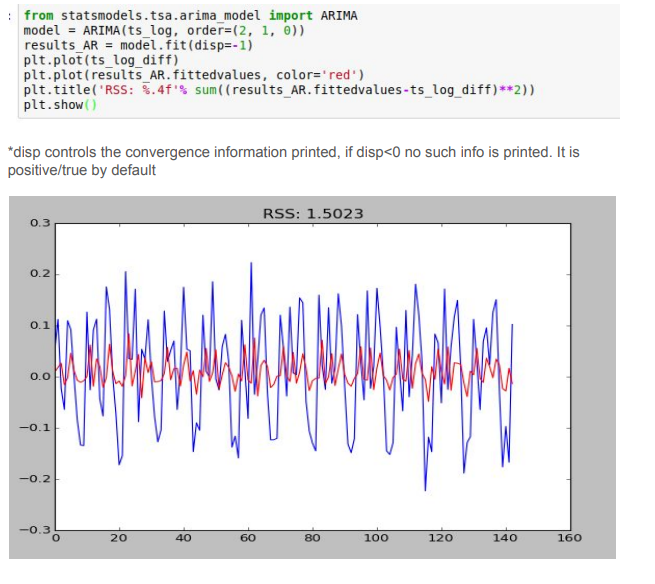 :
from statsmodels.tsa.arima_model import ARIMA
model = ARIMA(ts_log, order=(2, 1, 0))
results_AR = model.fit(disp=-1)
plt.plot(ts_log_diff)
plt.plot(results_AR.fittedvalues, color='red')
plt.title('RSS: %.4f'% sum((results_AR.fittedvalues-ts_log_diff)**2))
plt.show()
*disp controls the convergence information printed, if disp<0 no such info is printed. It is
positive/true by default
RSS: 1.5023
0.3
0.2
0.1
0.0
−0.1
−0.2
−0.3
0 20 40 60 80 100 120 140 160